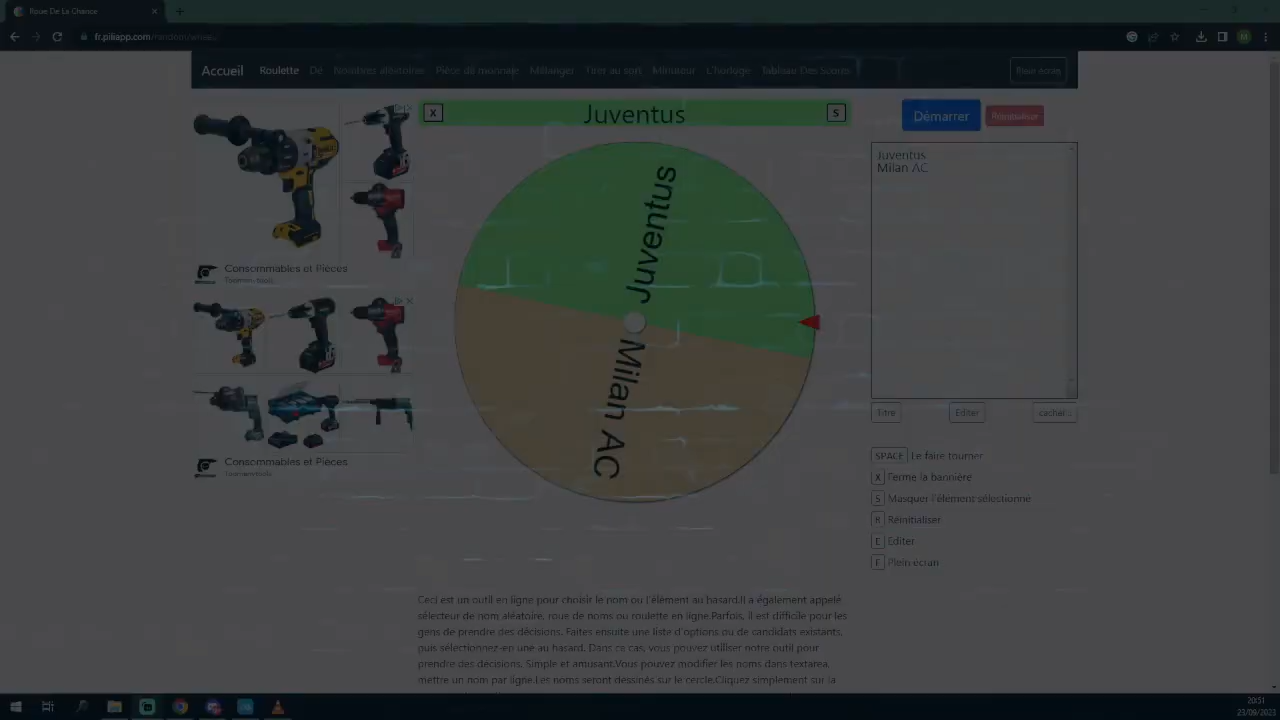 Roue De La Chance
fr.piliapp.com/random/wheel/
Accueil Roulette Dé Nombres aléatoires Pièce de monnaie Mélanger Tirer au sort Minuteur L'horloge Tableau Des Scores Plein écran
X Juventus S
Démarrer Réinitialiser
Juventus
Milan AC
Juventus
Milan AC
Consommables et Pièces
Consommables et Pièces
Titre Editer cacher...
SPACE Le faire tourner
X Ferme la bannière
S Masquer l'élément sélectionné
R Réinitialiser
E Editer
F Plein écran
Ceci est un outil en ligne pour choisir le nom ou l'élément au hasard.Il a également appelé
sélecteur de nom aléatoire, roue de noms ou roulette en ligne.Parfois, il est difficile pour les
gens de prendre des décisions. Faites ensuite une liste d'options ou de candidats existants,
puis sélectionnez-en une au hasard. Dans ce cas, vous pouvez utiliser notre outil pour
prendre des décisions. Simple et amusant.Vous pouvez modifier les noms dans textarea,
mettre un nom par ligne.Les noms seront dessinés sur le cercle.Cliquez simplement sur la
20:51